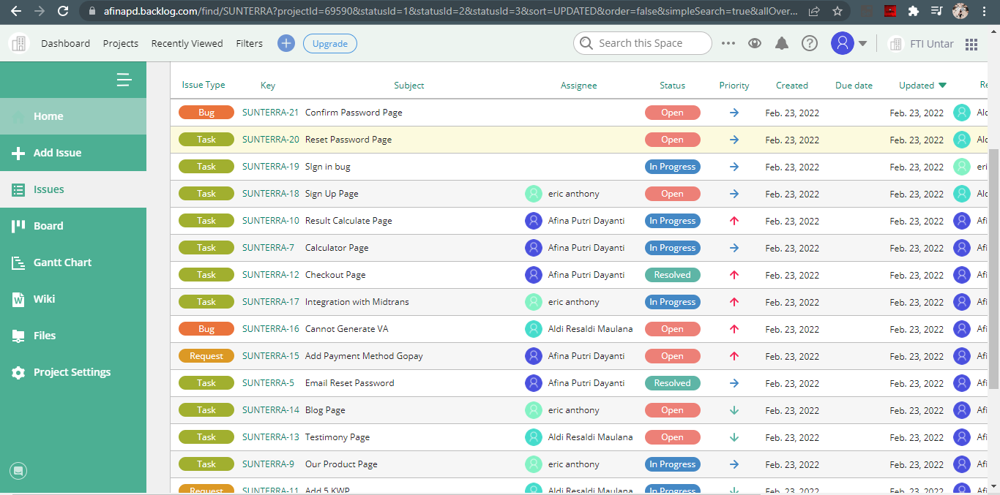 afinapd.backlog.com/find/SUNTERRA?projectId=69590&statusId=1&statusId=2&statusId=3&sort=UPDATED&order=false&simpleSearch=true&allOver...
Dashboard Projects Recently Viewed Filters + Upgrade Search this Space ? FTI Untar
Home
Add Issue
Issues
Board
Gantt Chart
Wiki
Files
Project Settings
Issue Type Key Subject Assignee Status Priority Created Due date Updated Re
Bug SUNTERRA-21 Confirm Password Page Open Feb. 23, 2022 Feb. 23, 2022 Ald
Task SUNTERRA-20 Reset Password Page Open Feb. 23, 2022 Feb. 23, 2022 Ald
Task SUNTERRA-19 SIgn in bug In Progress Feb. 23, 2022 Feb. 23, 2022 eri
Task SUNTERRA-18 Sign Up Page eric anthony Open Feb. 23, 2022 Feb. 23, 2022 Ald
Task SUNTERRA-10 Result Calculate Page Afina Putri Dayanti In Progress Feb. 23, 2022 Feb. 23, 2022 Afi
Task SUNTERRA-7 Calculator Page Afina Putri Dayanti In Progress Feb. 23, 2022 Feb. 23, 2022 Afi
Task SUNTERRA-12 Checkout Page Afina Putri Dayanti Resolved Feb. 23, 2022 Feb. 23, 2022 Afi
Task SUNTERRA-17 Integration with Midtrans eric anthony In Progress Feb. 23, 2022 Feb. 23, 2022 Afi
Bug SUNTERRA-16 Cannot Generate VA Aldi Resaldi Maulana Open Feb. 23, 2022 Feb. 23, 2022 Afi
Request SUNTERRA-15 Add Payment Method Gopay Afina Putri Dayanti Open Feb. 23, 2022 Feb. 23, 2022 Afi
Task SUNTERRA-5 Email Reset Password Afina Putri Dayanti Resolved Feb. 23, 2022 Feb. 23, 2022 Afi
Task SUNTERRA-14 Blog Page eric anthony Open Feb. 23, 2022 Feb. 23, 2022 Afi
Task SUNTERRA-13 Testimony Page Aldi Resaldi Maulana Open Feb. 23, 2022 Feb. 23, 2022 Afi
Task SUNTERRA-9 Our Product Page eric anthony In Progress Feb. 23, 2022 Feb. 23, 2022 Afi
Request SUNTERRA-11 Add 5 KWP Aldi Resaldi Maulana In Progress Feb. 23, 2022 Feb. 23, 2022 Afi